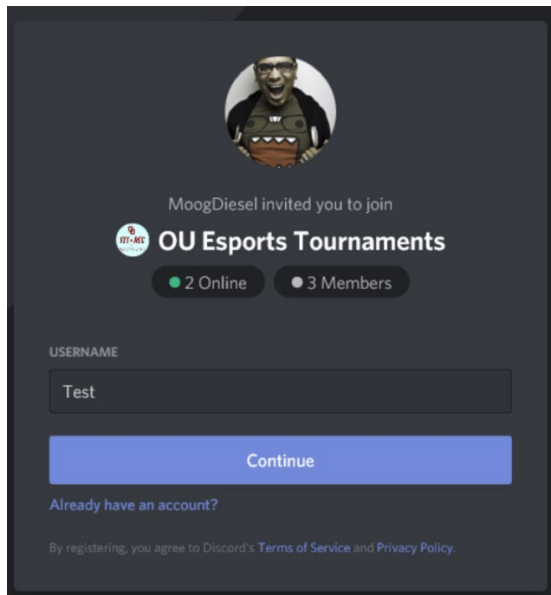 MoogDiesel invited you to join
OU Esports Tournaments
2 Online
3 Members
USERNAME
Test
Continue
Already have an account?
By registering, you agree to Discord's Terms of Service and Privacy Policy.